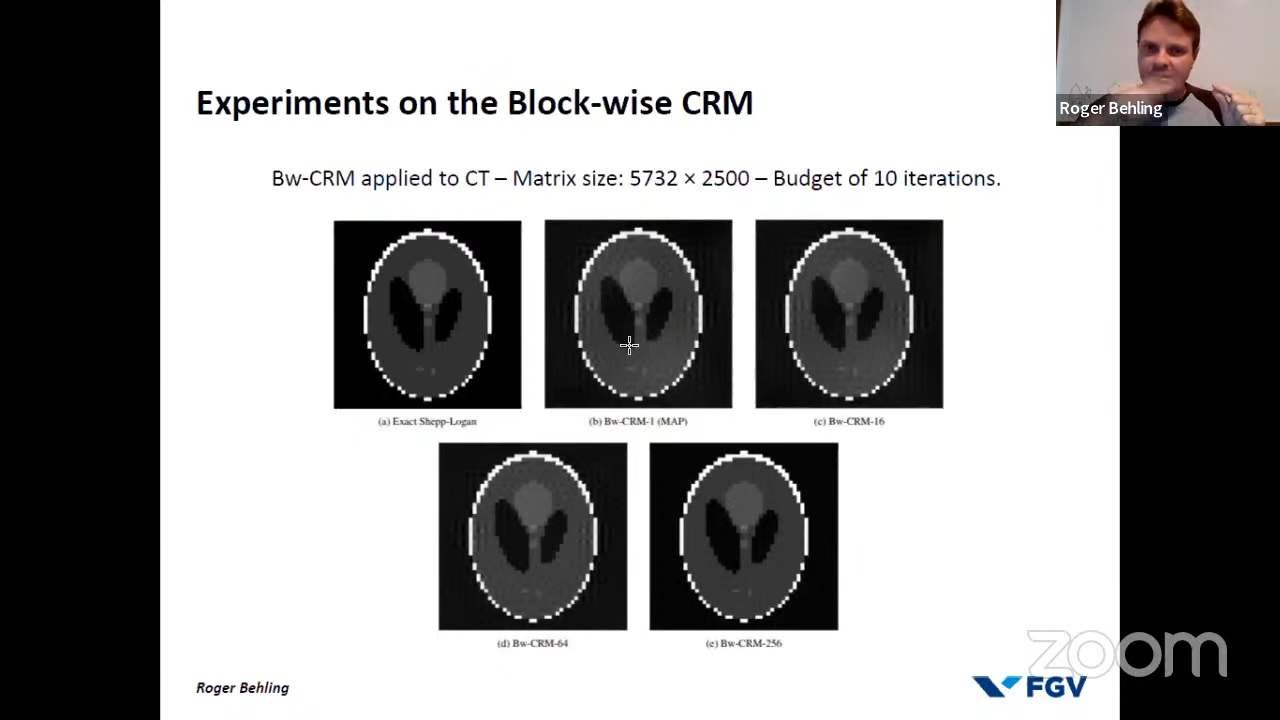 Experiments on the Block-wise CRM
Roger Behling
Bw-CRM applied to CT – Matrix size: 5732 × 2500 – Budget of 10 iterations.
(a) Exact Shepp-Logan
(b) Bw-CRM-1 (MAP)
(c) Bw-CRM-16
(d) Bw-CRM-64
(e) Bw-CRM-256
zoom
Roger Behling
FGV